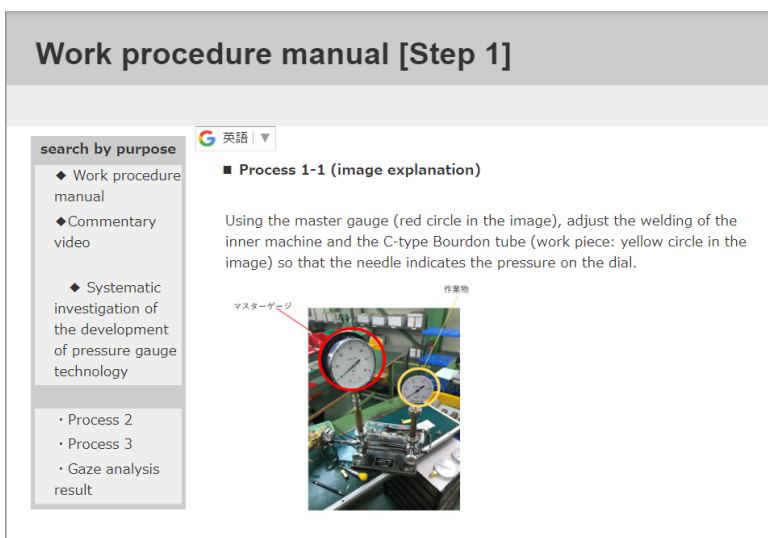 Work procedure manual [Step 1]
search by purpose
◆ Work procedure
manual
◆Commentary
video
◆ Systematic
investigation of
the development
of pressure gauge
technology
・Process 2
・Process 3
・Gaze analysis
result
G 英語 ▼
■ Process 1-1 (image explanation)
Using the master gauge (red circle in the image), adjust the welding of the
inner machine and the C-type Bourdon tube (work piece: yellow circle in the
image) so that the needle indicates the pressure on the dial.
作業物
マスターゲージ